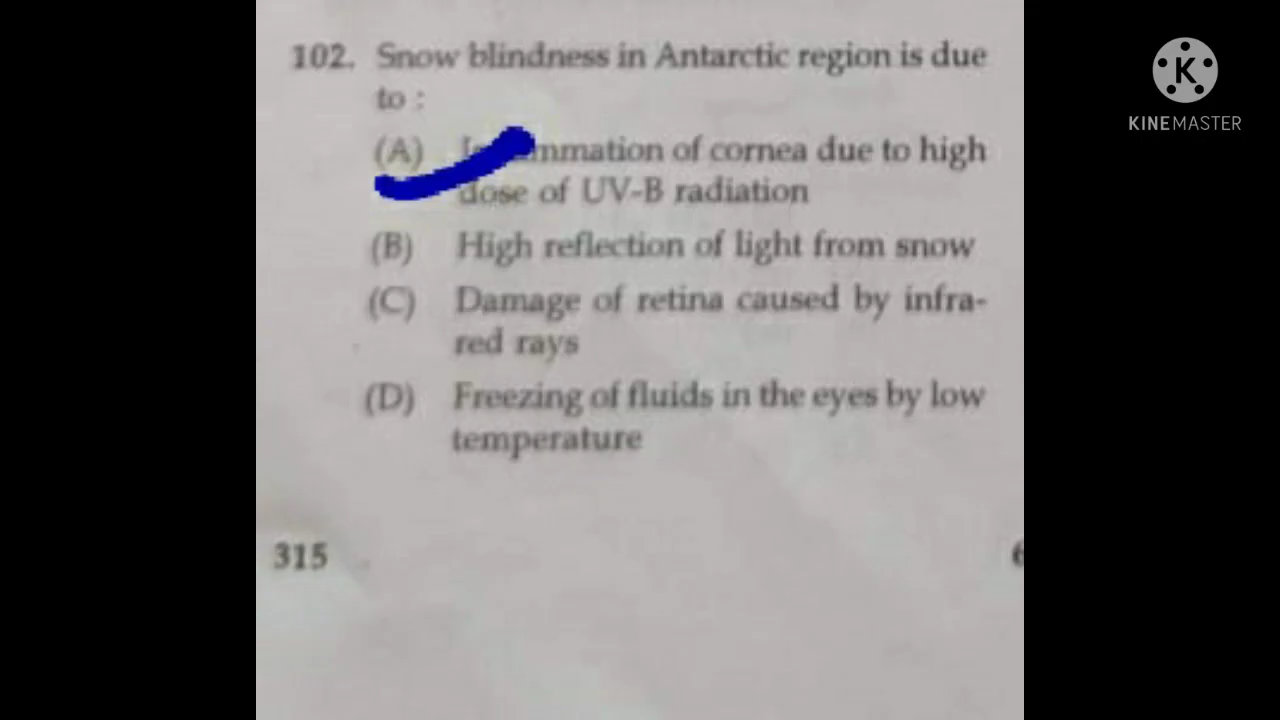 102. Snow blindness in Antarctic region is due
to :
(A) mmation of cornea due to high
dose of UV-B radiation
(B) High reflection of light from snow
(C) Damage of retina caused by infra-
red rays
(D) Freezing of fluids in the eyes by low
temperature
315
K
KINEMASTER